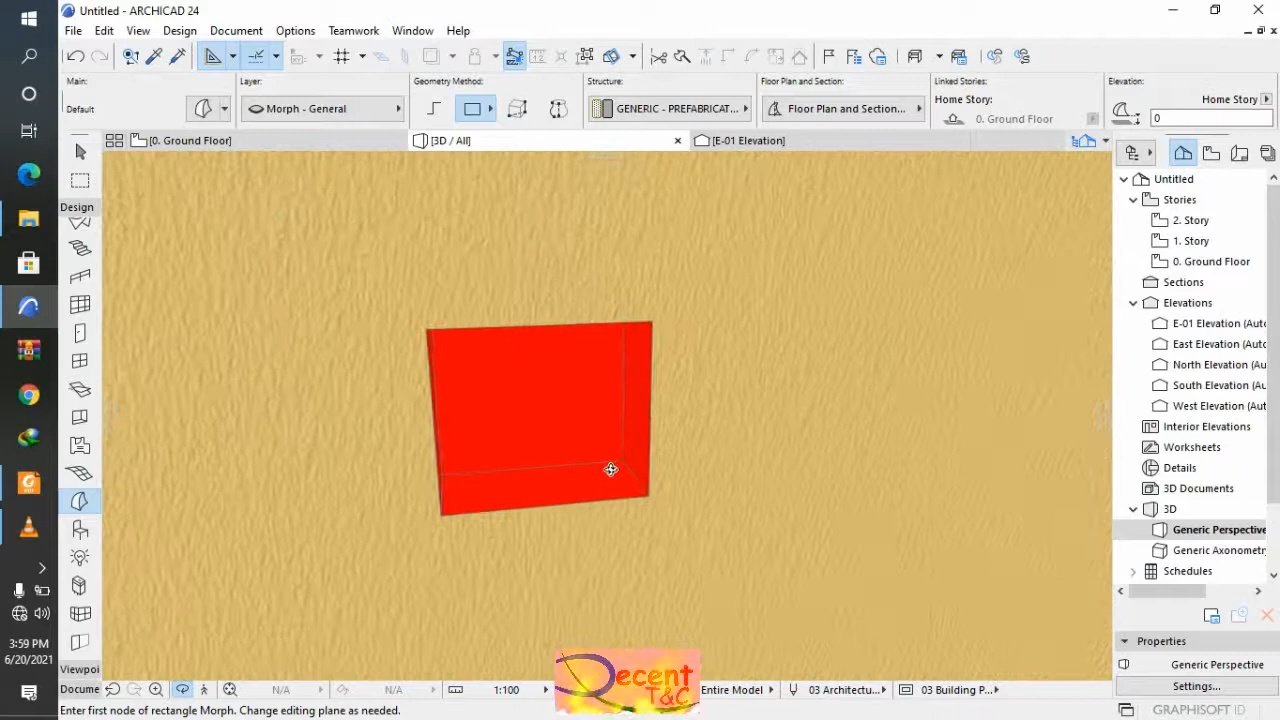 Untitled - ARCHICAD 24
File Edit View Design Document Options Teamwork Window Help
Main: Layer: Geometry Method: Structure: Floor Plan and Section: Linked Stories: Elevation:
Default Morph - General GENERIC - PREFABRICAT... Floor Plan and Section... Home Story: 0. Ground Floor Home Story 0
[0. Ground Floor] [3D / All] [E-01 Elevation]
Design
Untitled
Stories
2. Story
1. Story
0. Ground Floor
Sections
Elevations
E-01 Elevation (Auto
East Elevation (Auto
North Elevation (Aut
South Elevation (Aut
West Elevation (Auto
Interior Elevations
Worksheets
Details
3D Documents
3D
Generic Perspective
Generic Axonometr
Schedules
Properties
Generic Perspective
Settings...
GRAPHISOFT ID
Viewpoi
Docume N/A N/A 1:100 Entire Model 03 Architectu... 03 Building P...
Enter first node of rectangle Morph. Change editing plane as needed.
Decent
T&C
3:59 PM
6/20/2021